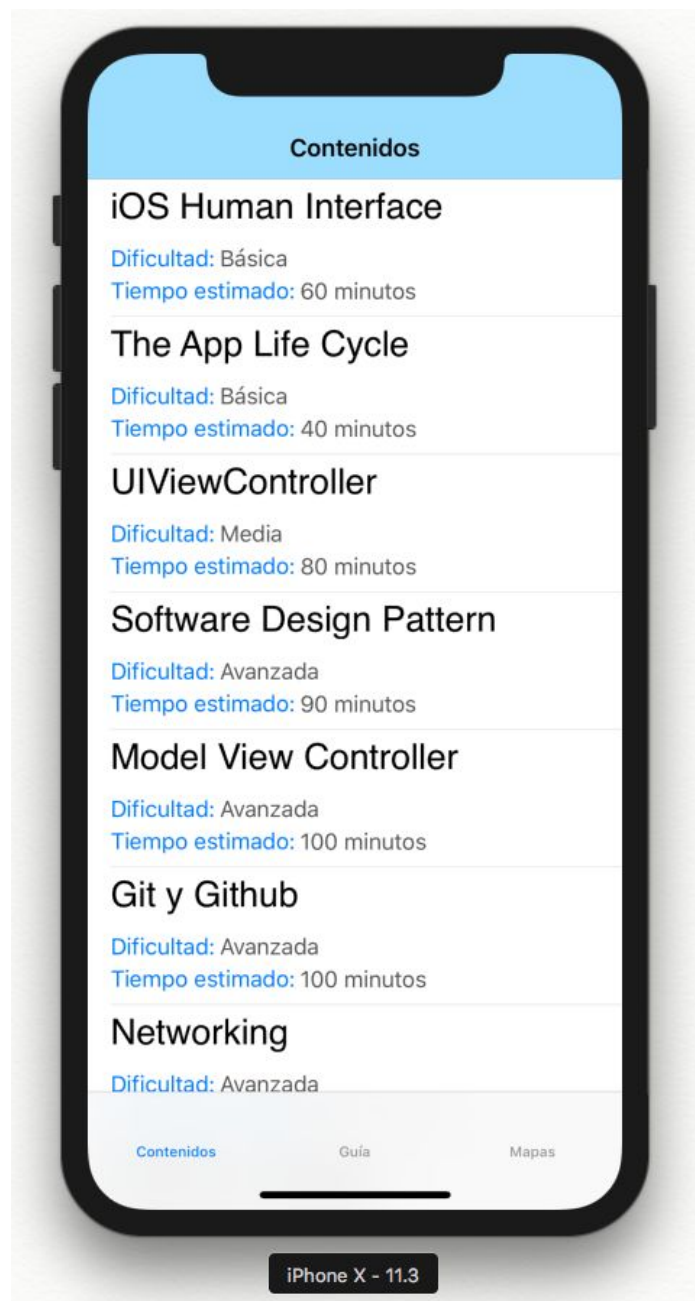 Contenidos
iOS Human Interface
Dificultad: Básica
Tiempo estimado: 60 minutos
The App Life Cycle
Dificultad: Básica
Tiempo estimado: 40 minutos
UIViewController
Dificultad: Media
Tiempo estimado: 80 minutos
Software Design Pattern
Dificultad: Avanzada
Tiempo estimado: 90 minutos
Model View Controller
Dificultad: Avanzada
Tiempo estimado: 100 minutos
Git y Github
Dificultad: Avanzada
Tiempo estimado: 100 minutos
Networking
Dificultad: Avanzada
Contenidos Guía Mapas
iPhone X - 11.3